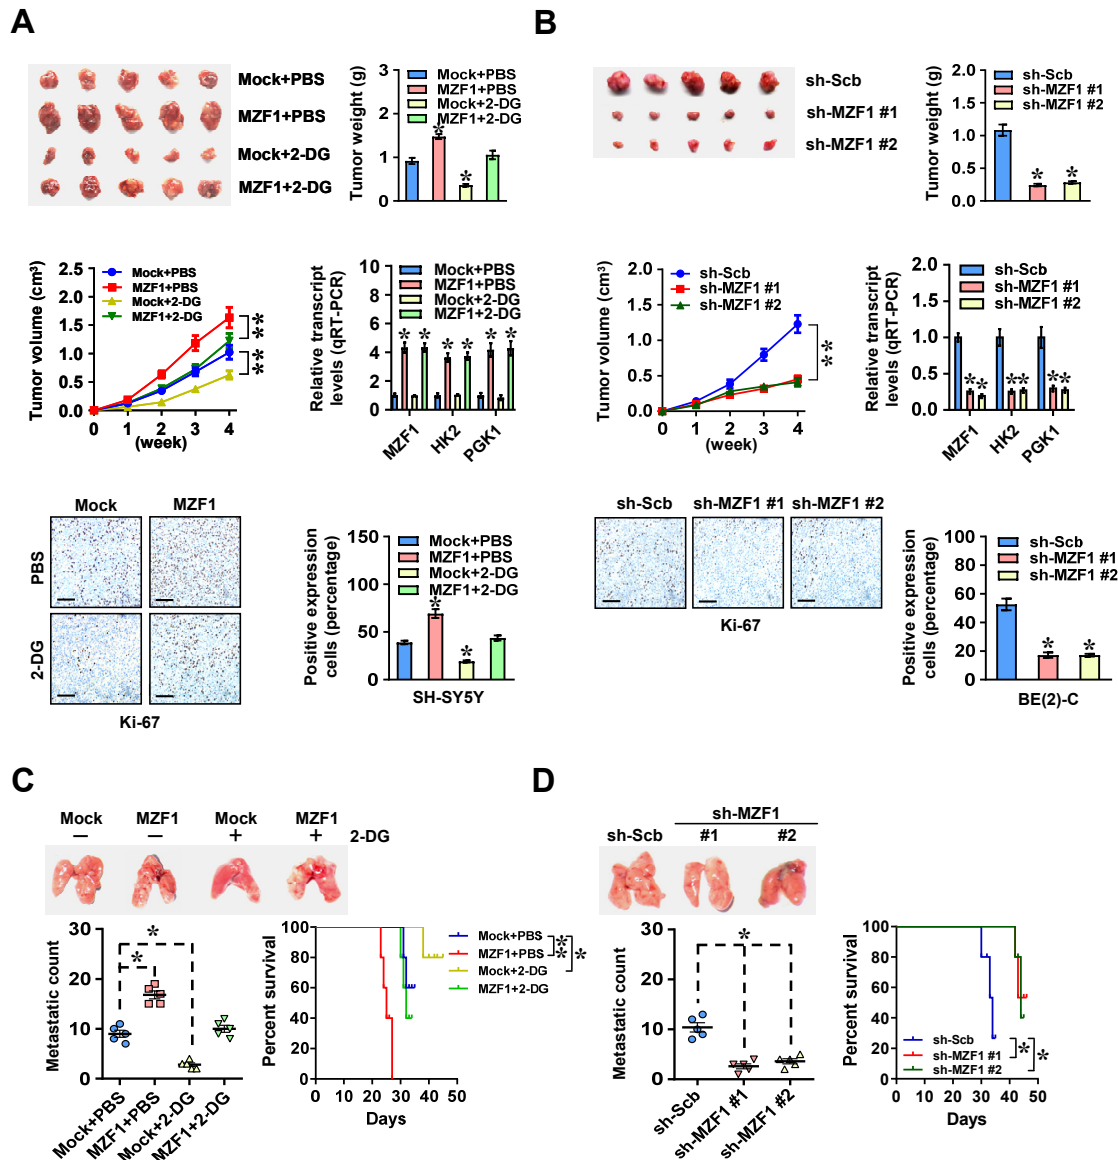 A
Mock+PBS
MZF1+PBS
Mock+2-DG
MZF1+2-DG
Tumor weight (g)
3
2
1
0
Mock+PBS
MZF1+PBS
Mock+2-DG
MZF1+2-DG
*
*
Tumor volume (cm³)
2.5
2.0
1.5
1.0
0.5
0.0
0 1 2 3 4
(week)
Mock+PBS
MZF1+PBS
Mock+2-DG
MZF1+2-DG
**
**
Relative transcript
levels (qRT-PCR)
10
8
6
4
2
0
Mock+PBS
MZF1+PBS
Mock+2-DG
MZF1+2-DG
* * * * * *
MZF1
HK2
PGK1
Mock MZF1
PBS
2-DG
Ki-67
Positive expression
cells (percentage)
150
100
50
0
Mock+PBS
MZF1+PBS
Mock+2-DG
MZF1+2-DG
*
*
SH-SY5Y
B
sh-Scb
sh-MZF1 #1
sh-MZF1 #2
Tumor weight (g)
2.0
1.5
1.0
0.5
0.0
sh-Scb
sh-MZF1 #1
sh-MZF1 #2
* *
Tumor volume (cm³)
2.5
2.0
1.5
1.0
0.5
0.0
0 1 2 3 4
(week)
sh-Scb
sh-MZF1 #1
sh-MZF1 #2
**
Relative transcript
levels (qRT-PCR)
2.0
1.5
1.0
0.5
0.0
sh-Scb
sh-MZF1 #1
sh-MZF1 #2
** ** **
MZF1
HK2
PGK1
sh-Scb sh-MZF1 #1 sh-MZF1 #2
Ki-67
Positive expression
cells (percentage)
100
80
60
40
20
0
sh-Scb
sh-MZF1 #1
sh-MZF1 #2
* *
BE(2)-C
C
Mock MZF1 Mock MZF1
− − + + 2-DG
Metastatic count
30
20
10
0
*
*
Mock+PBS
MZF1+PBS
Mock+2-DG
MZF1+2-DG
Percent survival
100
80
60
40
20
0
0 10 20 30 40 50
Days
Mock+PBS
MZF1+PBS
Mock+2-DG
MZF1+2-DG
**
*
D
sh-MZF1
sh-Scb #1 #2
Metastatic count
30
20
10
0
*
sh-Scb
sh-MZF1 #1
sh-MZF1 #2
Percent survival
100
80
60
40
20
0
0 10 20 30 40 50
Days
sh-Scb
sh-MZF1 #1
sh-MZF1 #2
*
*